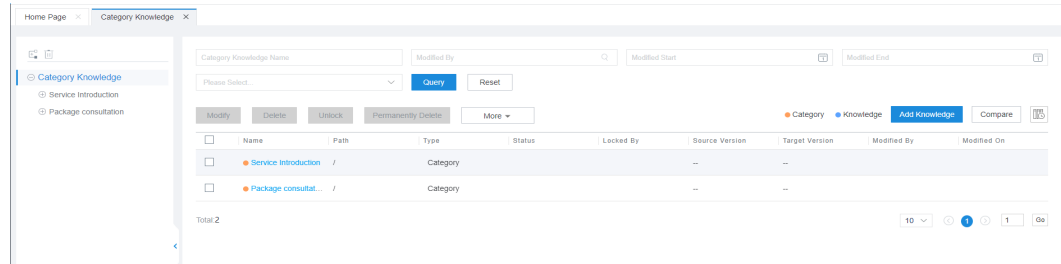 Home Page × Category Knowledge ×
Category Knowledge
Service Introduction
Package consultation
Category Knowledge Name Modified By Modified Start Modified End
Please Select... Query Reset
Modify Delete Unlock Permanently Delete More Category Knowledge Add Knowledge Compare
Name Path Type Status Locked By Source Version Target Version Modified By Modified On
Service Introduction / Category -- --
Package consultat... / Category -- --
Total:2 10 1 1 Go